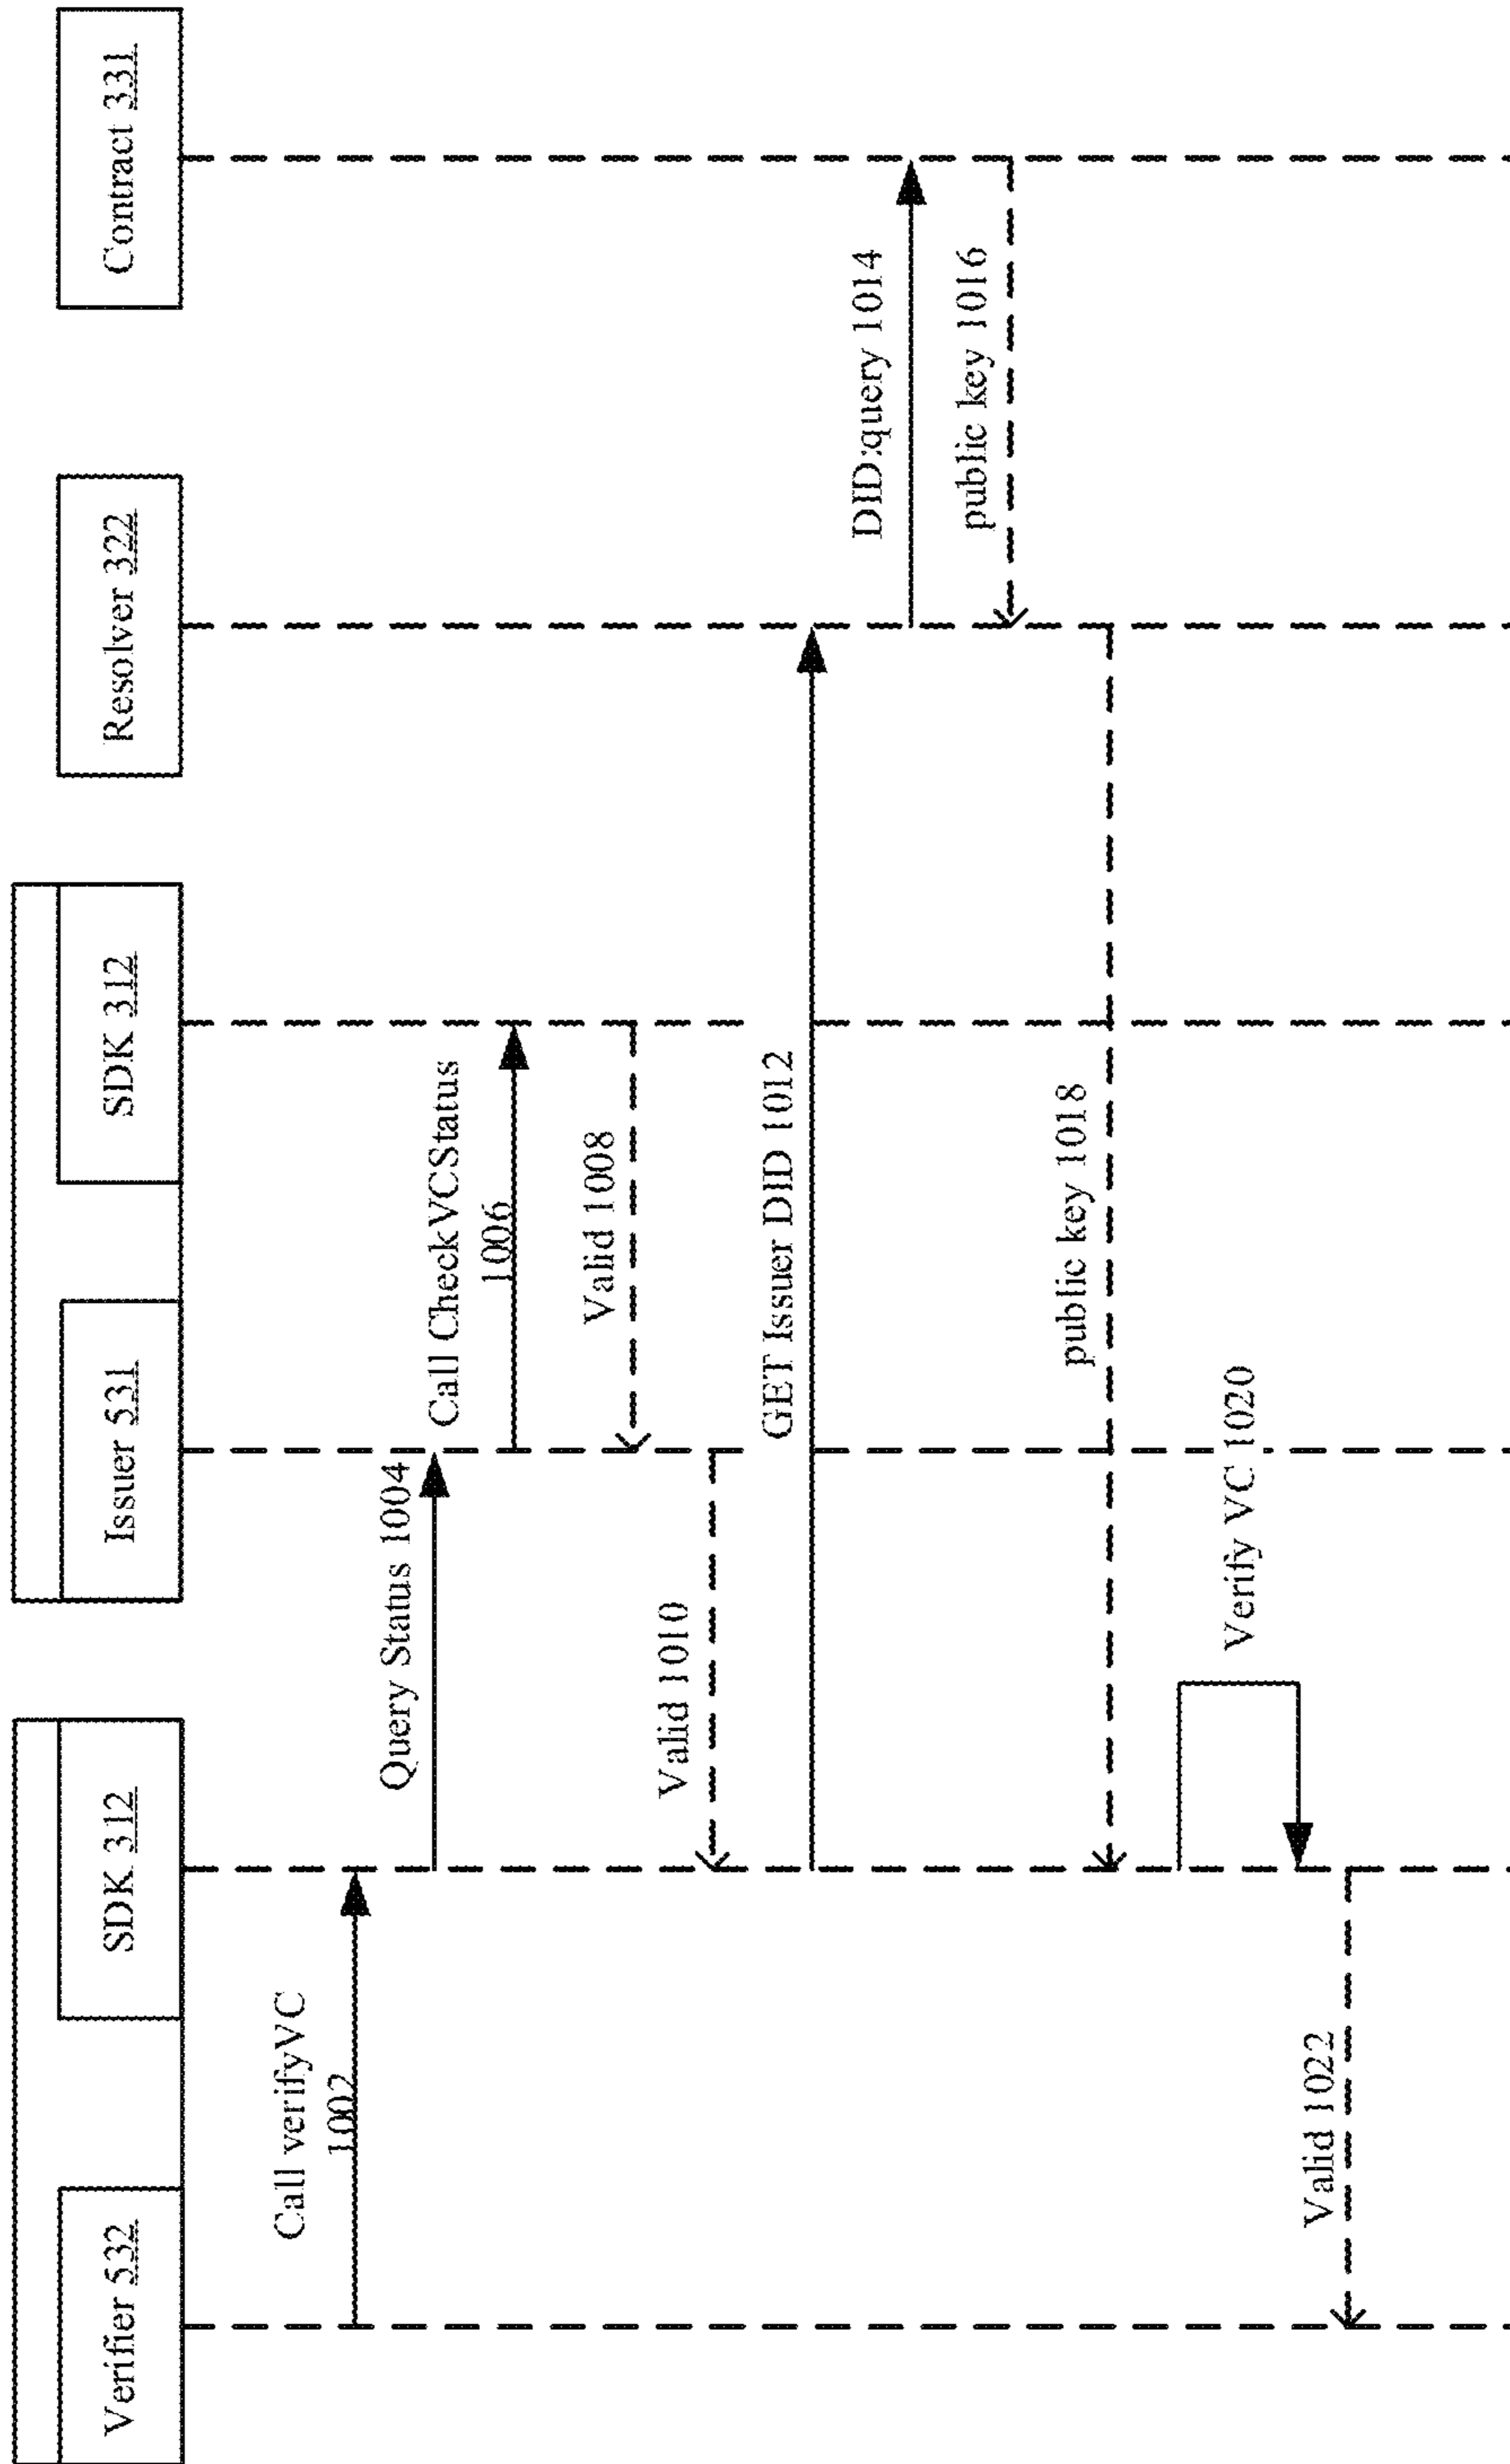 Verifier 532
SDK 312
Issuer 531
SDK 312
Resolver 322
Contract 331
Call verifyVC
1002
Query Status 1004
Call CheckVCStatus
1006
Valid 1008
Valid 1010
GET Issuer DID 1012
DID:query 1014
public key 1016
public key 1018
Verify VC 1020
Valid 1022